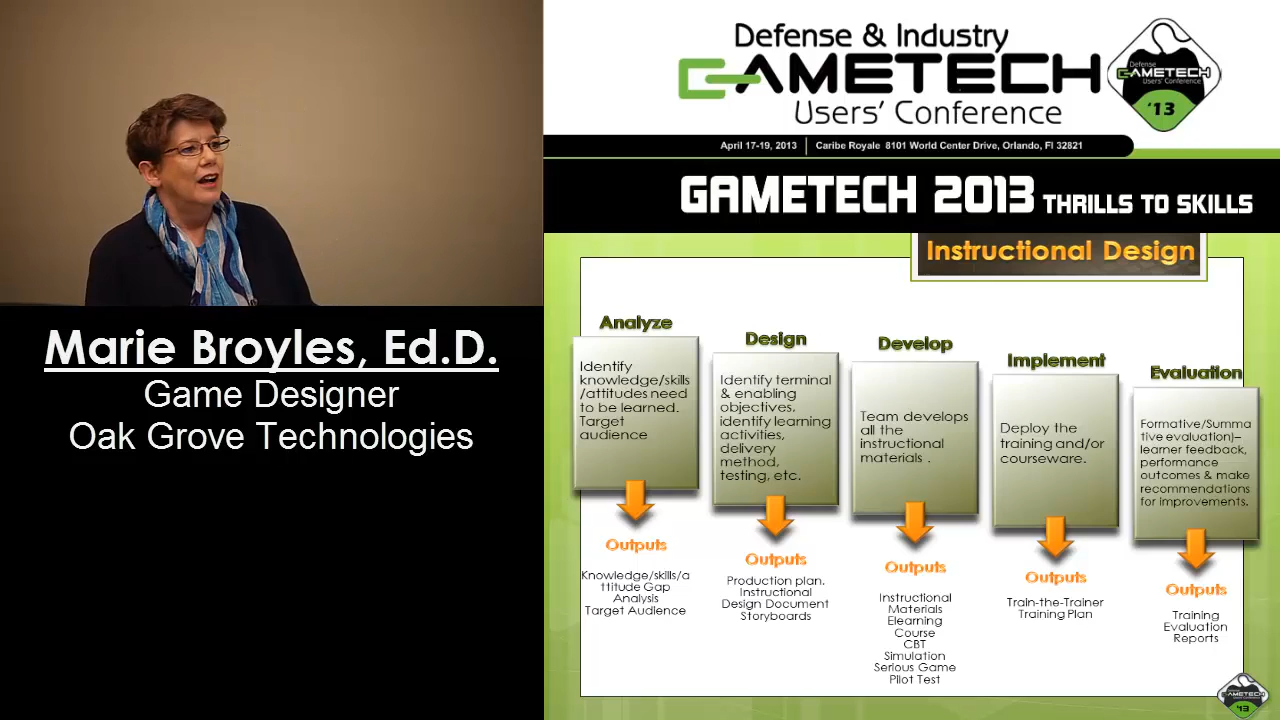 Defense & Industry
GAMETECH
Users' Conference
Defense
GAMETECH
Users' Conference
'13
April 17-19, 2013 | Caribe Royale 8101 World Center Drive, Orlando, Fl 32821
GAMETECH 2013 THRILLS TO SKILLS
Marie Broyles, Ed.D.
Game Designer
Oak Grove Technologies
Instructional Design
Analyze
Identify
knowledge/skills
/attitudes need
to be learned.
Target
audience
Outputs
Knowledge/skills/a
ttitude Gap
Analysis
Target Audience
Design
Identify terminal
& enabling
objectives,
identify learning
activities,
delivery
method,
testing, etc.
Outputs
Production plan.
Instructional
Design Document
Storyboards
Develop
Team develops
all the
instructional
materials .
Outputs
Instructional
Materials
Elearning
Course
CBT
Simulation
Serious Game
Pilot Test
Implement
Deploy the
training and/or
courseware.
Outputs
Train-the-Trainer
Training Plan
Evaluation
Formative/Summa
tive evaluation)–
learner feedback,
performance
outcomes & make
recommendations
for improvements.
Outputs
Training
Evaluation
Reports
GAMETECH
'13